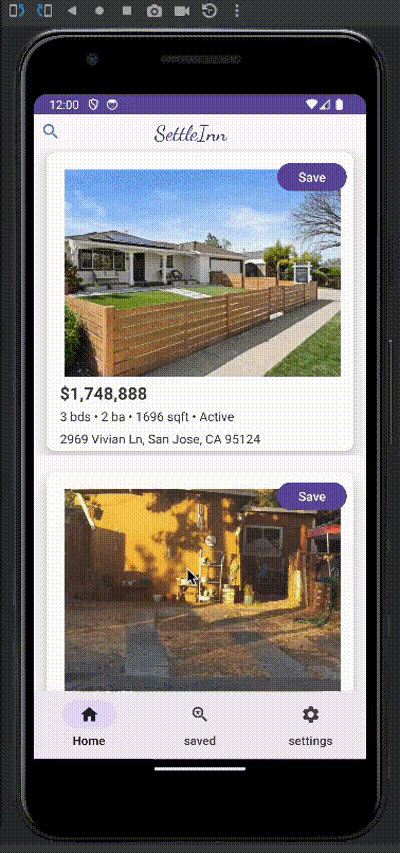 12:00
SettleInn
Save
$1,748,888
3 bds • 2 ba • 1696 sqft • Active
2969 Vivian Ln, San Jose, CA 95124
Save
Home
saved
settings